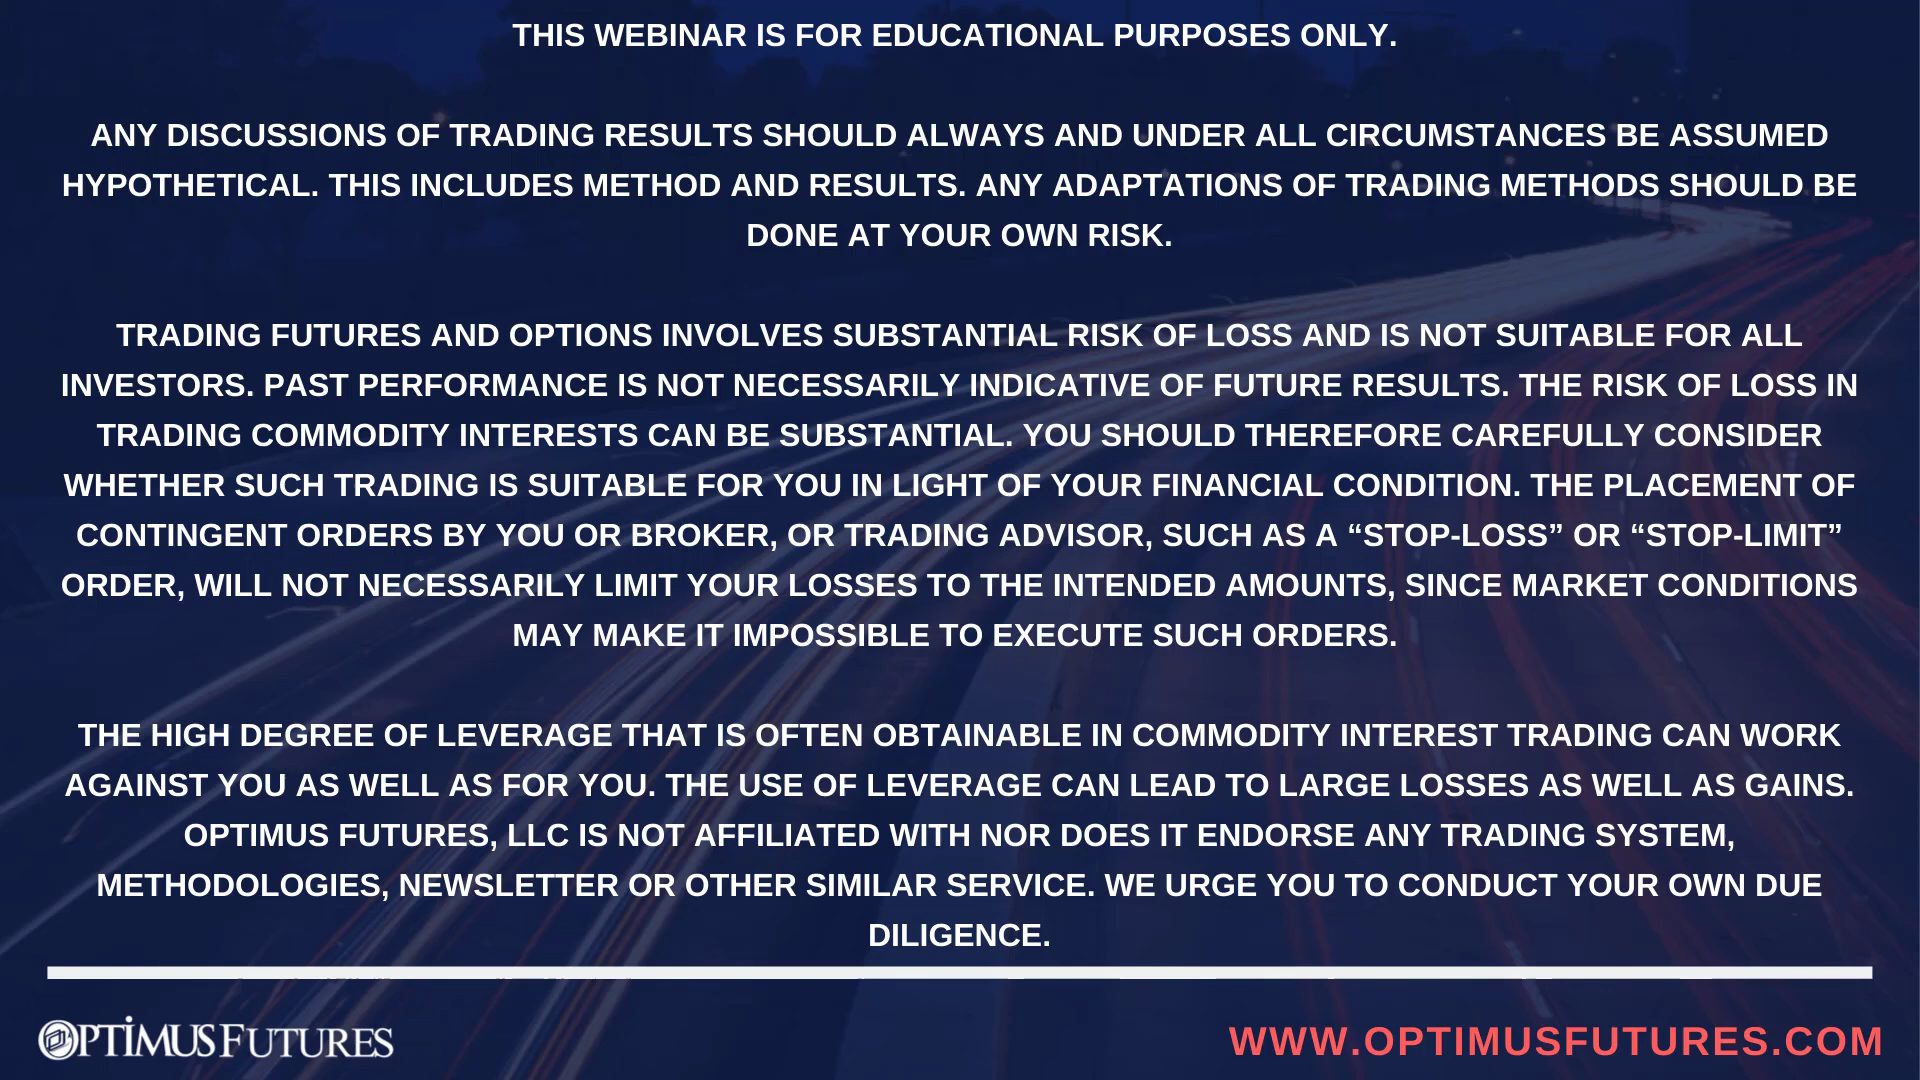 THIS WEBINAR IS FOR EDUCATIONAL PURPOSES ONLY.
ANY DISCUSSIONS OF TRADING RESULTS SHOULD ALWAYS AND UNDER ALL CIRCUMSTANCES BE ASSUMED
HYPOTHETICAL. THIS INCLUDES METHOD AND RESULTS. ANY ADAPTATIONS OF TRADING METHODS SHOULD BE
DONE AT YOUR OWN RISK.
TRADING FUTURES AND OPTIONS INVOLVES SUBSTANTIAL RISK OF LOSS AND IS NOT SUITABLE FOR ALL
INVESTORS. PAST PERFORMANCE IS NOT NECESSARILY INDICATIVE OF FUTURE RESULTS. THE RISK OF LOSS IN
TRADING COMMODITY INTERESTS CAN BE SUBSTANTIAL. YOU SHOULD THEREFORE CAREFULLY CONSIDER
WHETHER SUCH TRADING IS SUITABLE FOR YOU IN LIGHT OF YOUR FINANCIAL CONDITION. THE PLACEMENT OF
CONTINGENT ORDERS BY YOU OR BROKER, OR TRADING ADVISOR, SUCH AS A “STOP-LOSS” OR “STOP-LIMIT”
ORDER, WILL NOT NECESSARILY LIMIT YOUR LOSSES TO THE INTENDED AMOUNTS, SINCE MARKET CONDITIONS
MAY MAKE IT IMPOSSIBLE TO EXECUTE SUCH ORDERS.
THE HIGH DEGREE OF LEVERAGE THAT IS OFTEN OBTAINABLE IN COMMODITY INTEREST TRADING CAN WORK
AGAINST YOU AS WELL AS FOR YOU. THE USE OF LEVERAGE CAN LEAD TO LARGE LOSSES AS WELL AS GAINS.
OPTIMUS FUTURES, LLC IS NOT AFFILIATED WITH NOR DOES IT ENDORSE ANY TRADING SYSTEM,
METHODOLOGIES, NEWSLETTER OR OTHER SIMILAR SERVICE. WE URGE YOU TO CONDUCT YOUR OWN DUE
DILIGENCE.
OPTIMUS FUTURES
WWW.OPTIMUSFUTURES.COM